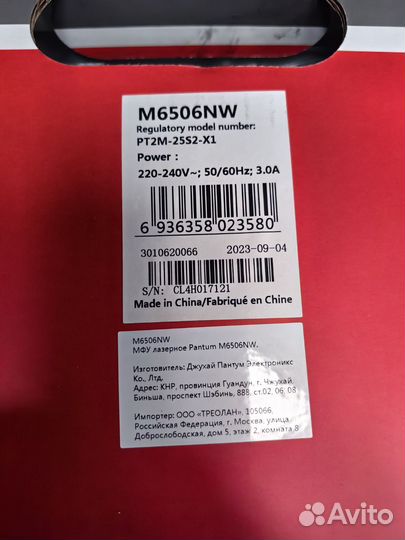 M6506NW
Regulatory model number:
PT2M-25S2-X1
Power :
220-240V~; 50/60Hz; 3.0A
6 936358 023580
3010620066 2023-09-04
S/N: CL4H017121
Made in China/Fabriqué en Chine
M6506NW
МФУ лазерное Pantum M6506NW.
Изготовитель: Джухай Пантум Электроникс
Ко., Лтд.
Адрес: КНР, провинция Гуандун, г. Чжухай,
Биньша, проспект Шэбинь, 888, ст.02, 06, 08
Импортер: ООО «ТРЕОЛАН», 105066,
Российская Федерация, г. Москва, улица
Доброслободская, дом 5, этаж 2, комната 8
Avito